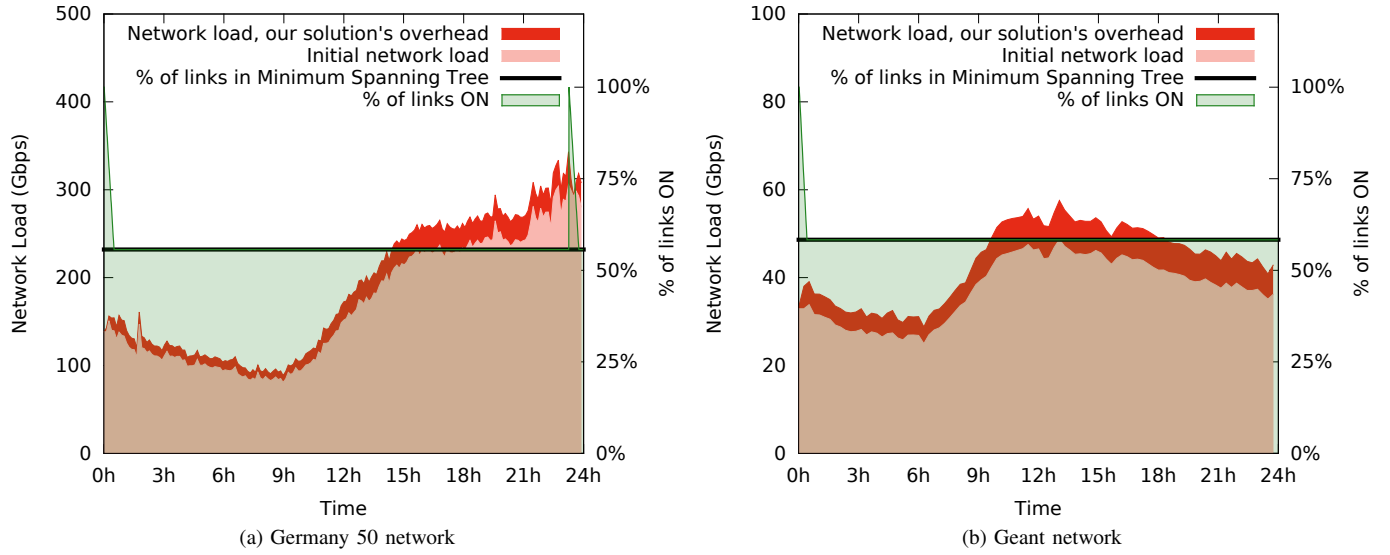 Network load, our solution's overhead
Initial network load
% of links in Minimum Spanning Tree
% of links ON
500
400
300
200
100
0
Network Load (Gbps)
100%
75%
50%
25%
0%
% of links ON
0h 3h 6h 9h 12h 15h 18h 21h 24h
Time
(a) Germany 50 network
Network load, our solution's overhead
Initial network load
% of links in Minimum Spanning Tree
% of links ON
100
80
60
40
20
0
Network Load (Gbps)
100%
75%
50%
25%
0%
% of links ON
0h 3h 6h 9h 12h 15h 18h 21h 24h
Time
(b) Geant network